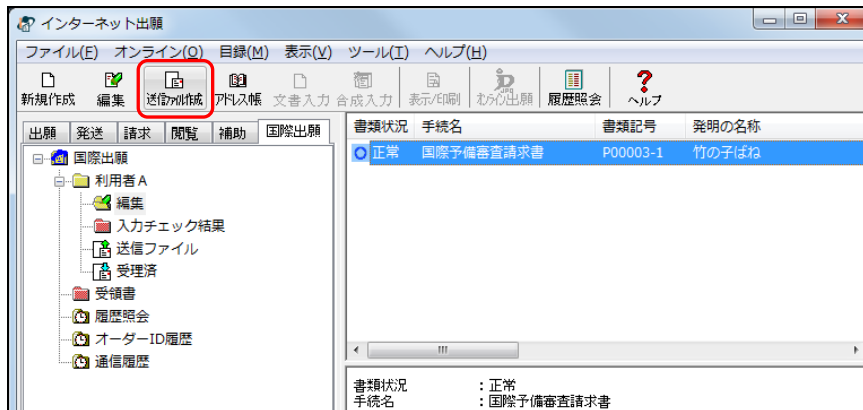 インターネット出願
ファイル(F) オンライン(O) 目録(M) 表示(V) ツール(T) ヘルプ(H)
新規作成 編集 送信ファイル作成 アドレス帳 文書入力 合成入力 表示/印刷 オンライン出願 履歴照会 ヘルプ
出願 発送 請求 閲覧 補助 国際出願
書類状況 手続名 書類記号 発明の名称
正常 国際予備審査請求書 P00003-1 竹の子ばね
国際出願
利用者A
編集
入力チェック結果
送信ファイル
受理済
受領書
履歴照会
オーダーID履歴
通信履歴
書類状況 :正常
手続名 :国際予備審査請求書